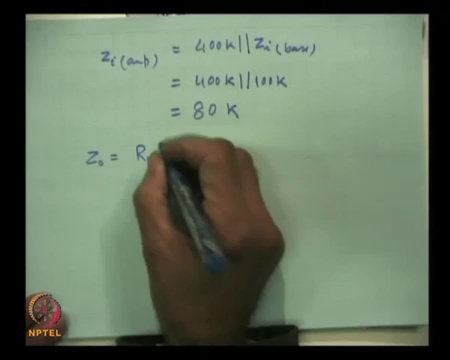 Zi(amp) = 400K||Zi(base)
= 400K||100K
= 80 K
Z₀ = R
NPTEL